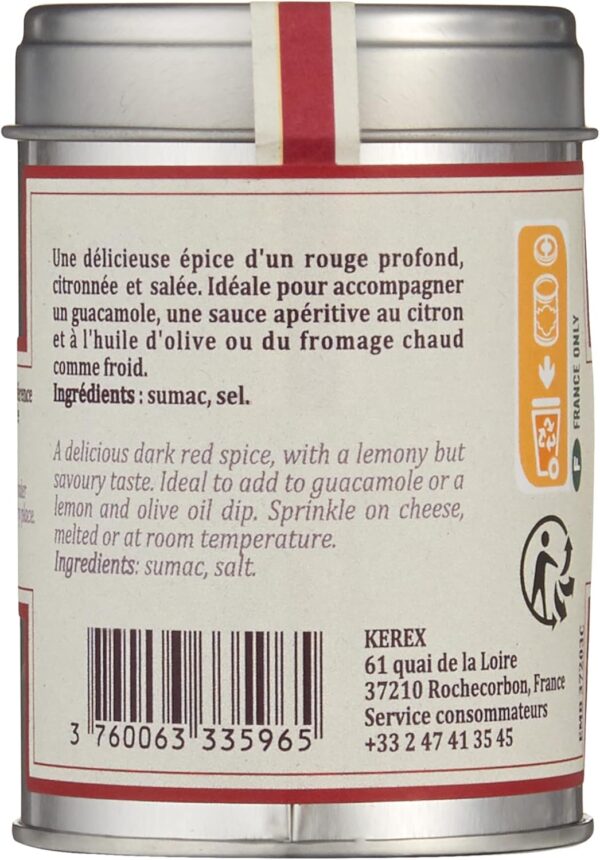 Une délicieuse épice d'un rouge profond,
citronnée et salée. Idéale pour accompagner
un guacamole, une sauce apéritive au citron
et à l'huile d'olive ou du fromage chaud
comme froid.
Ingrédients : sumac, sel.
A delicious dark red spice, with a lemony but
savoury taste. Ideal to add to guacamole or a
lemon and olive oil dip. Sprinkle on cheese,
melted or at room temperature.
Ingredients: sumac, salt.
3 760063 335965
KEREX
61 quai de la Loire
37210 Rochecorbon, France
Service consommateurs
+33 2 47 41 35 45
F FRANCE ONLY
EMB 37203C